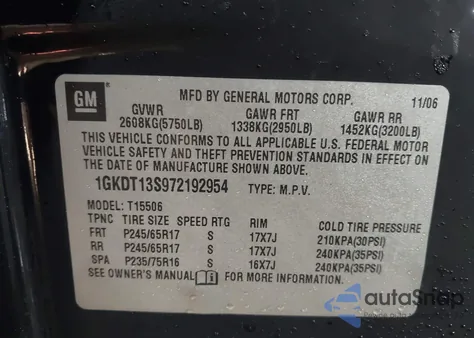 GM MFD BY GENERAL MOTORS CORP. 11/06
GVWR GAWR FRT GAWR RR
2608KG(5750LB) 1338KG(2950LB) 1452KG(3200LB)
THIS VEHICLE CONFORMS TO ALL APPLICABLE U.S. FEDERAL MOTOR
VEHICLE SAFETY AND THEFT PREVENTION STANDARDS IN EFFECT ON
THE DATE OF MANUFACTURE SHOWN ABOVE.
1GKDT13S972192954 TYPE: M.P.V.
MODEL: T15506
TPNC TIRE SIZE SPEED RTG RIM COLD TIRE PRESSURE
FRT P245/65R17 S 17X7J 210KPA(30PSI)
RR P245/65R17 S 17X7J 240KPA(35PSI)
SPA P235/75R16 S 16X7J 240KPA(35PSI)
SEE OWNER'S MANUAL FOR MORE INFORMATION.
autoSnap